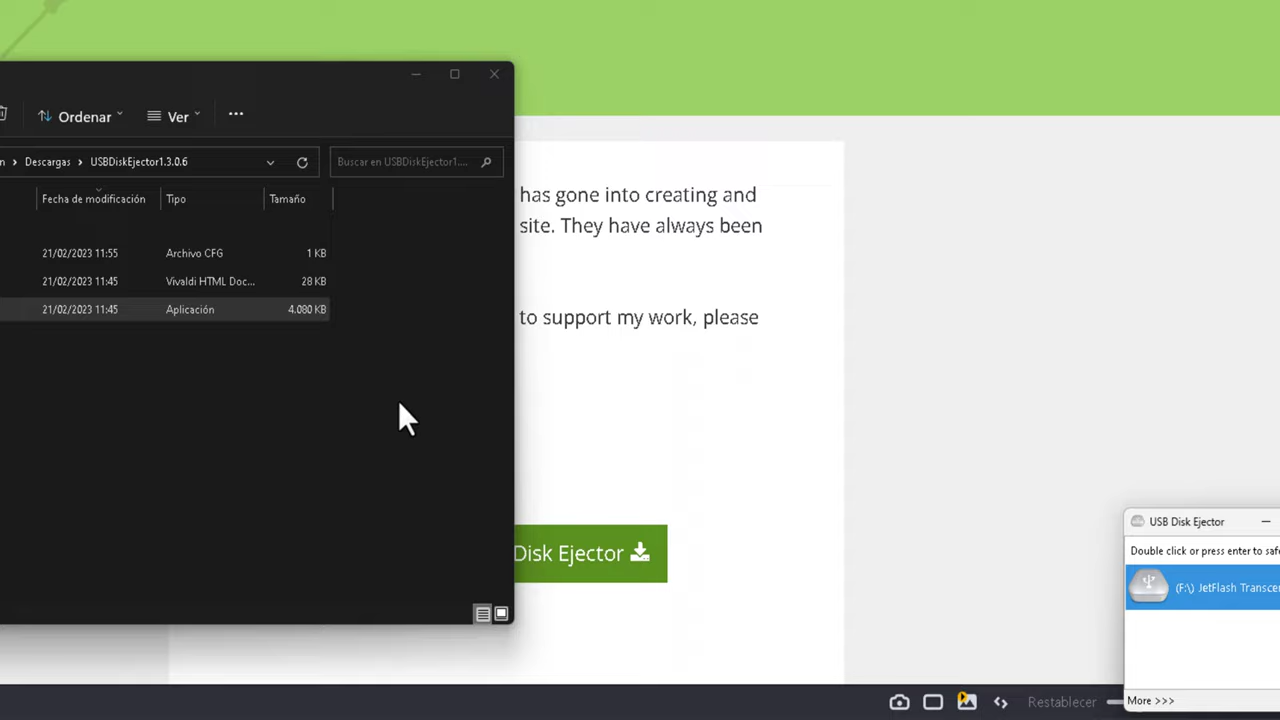 Ordenar
Ver
Descargas > USBDiskEjector1.3.0.6
Buscar en USBDiskEjector1....
Fecha de modificación Tipo Tamaño
21/02/2023 11:55 Archivo CFG 1 KB
21/02/2023 11:45 Vivaldi HTML Doc... 28 KB
21/02/2023 11:45 Aplicación 4.080 KB
has gone into creating and
site. They have always been
to support my work, please
Disk Ejector
USB Disk Ejector
Double click or press enter to safe
(F:\) JetFlash Transcen
More >>>
Restablecer